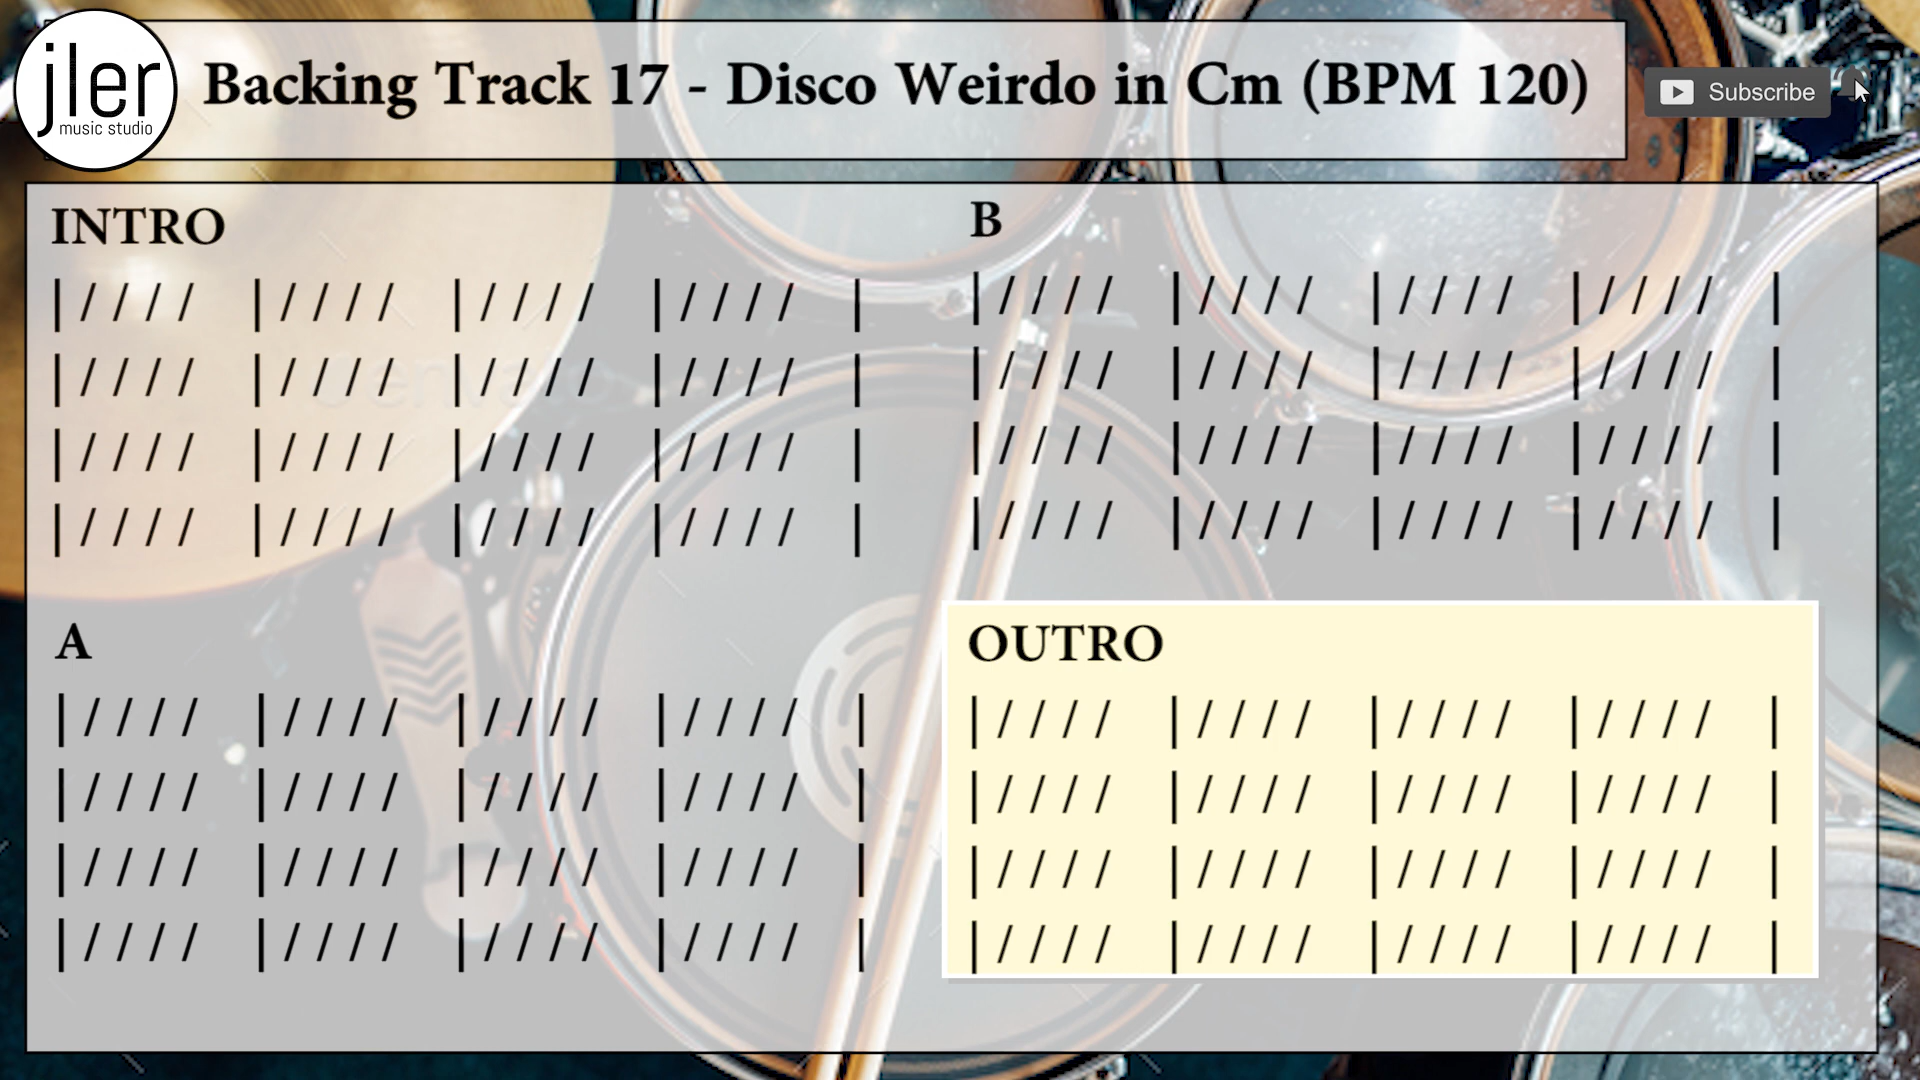 jler
music studio
Backing Track 17 - Disco Weirdo in Cm (BPM 120)
Subscribe
INTRO
| / / / / | / / / / | / / / / | / / / / |
| / / / / | / / / / | / / / / | / / / / |
| / / / / | / / / / | / / / / | / / / / |
| / / / / | / / / / | / / / / | / / / / |
A
| / / / / | / / / / | / / / / | / / / / |
| / / / / | / / / / | / / / / | / / / / |
| / / / / | / / / / | / / / / | / / / / |
| / / / / | / / / / | / / / / | / / / / |
B
| / / / / | / / / / | / / / / | / / / / |
| / / / / | / / / / | / / / / | / / / / |
| / / / / | / / / / | / / / / | / / / / |
| / / / / | / / / / | / / / / | / / / / |
OUTRO
| / / / / | / / / / | / / / / | / / / / |
| / / / / | / / / / | / / / / | / / / / |
| / / / / | / / / / | / / / / | / / / / |
| / / / / | / / / / | / / / / | / / / / |